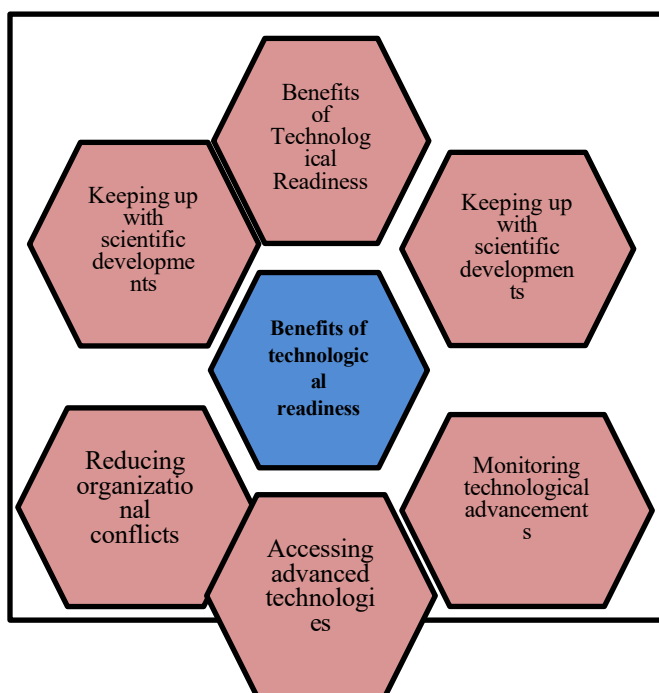 Benefits
of
Technolog
ical
Readiness
Keeping up
with
scientific
developme
nts
Keeping up
with
scientific
developmen
ts
Benefits of
technologic
al
readiness
Reducing
organizatio
nal
conflicts
Monitoring
technological
advancement
s
Accessing
advanced
technologi
es